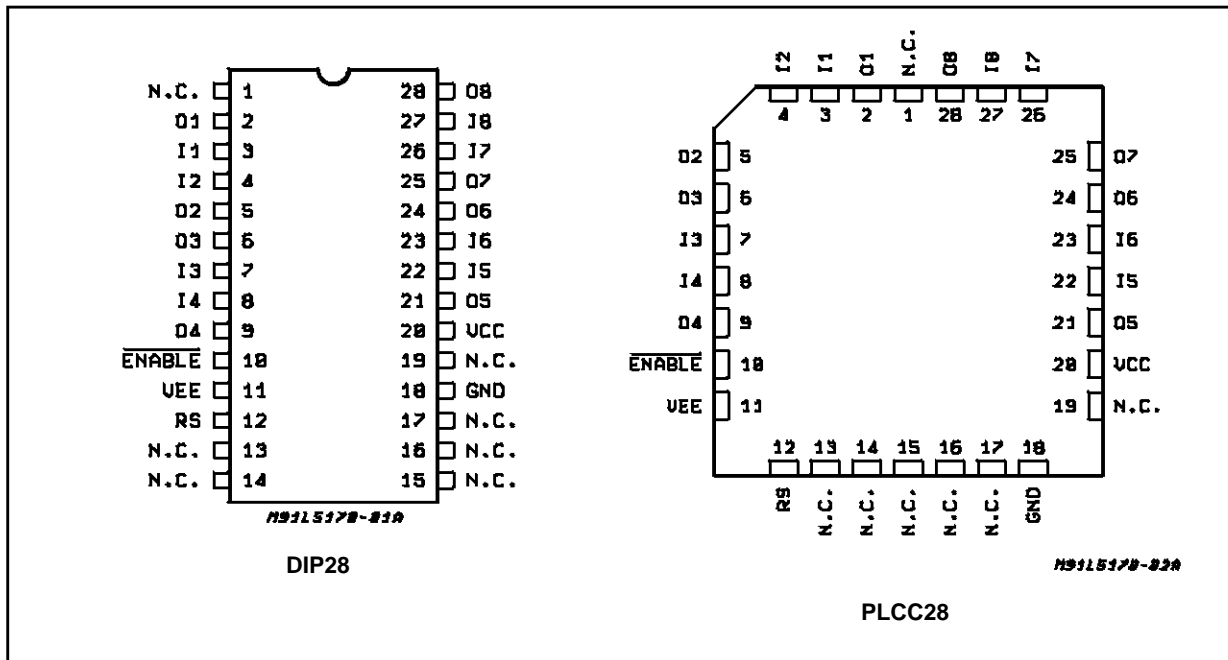 N.C. 1 28 O8
O1 2 27 I8
I1 3 26 I7
I2 4 25 O7
O2 5 24 O6
O3 6 23 I6
I3 7 22 I5
I4 8 21 O5
O4 9 20 VCC
ENABLE 10 19 N.C.
VEE 11 18 GND
RS 12 17 N.C.
N.C. 13 16 N.C.
N.C. 14 15 N.C.
M91L5170-01A
DIP28
I2 I1 O1 N.C. O8 I8 I7
4 3 2 1 28 27 26
O2 5 25 O7
O3 6 24 O6
I3 7 23 I6
I4 8 22 I5
O4 9 21 O5
ENABLE 10 20 VCC
VEE 11 19 N.C.
12 13 14 15 16 17 18
RS N.C. N.C. N.C. N.C. N.C. GND
M91L5170-02A
PLCC28